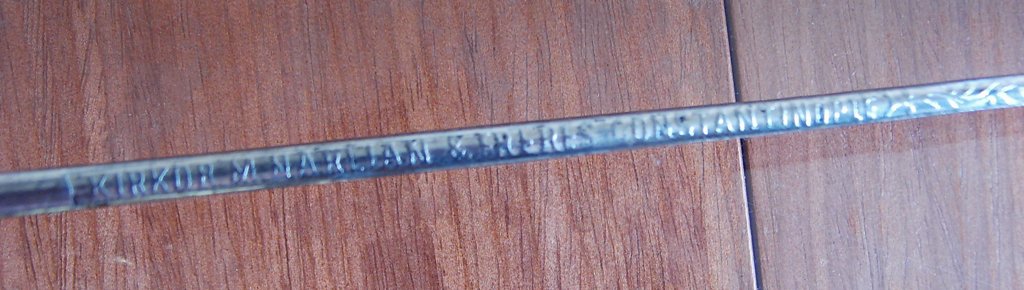 KIRKOR M. NARLIAN & FRERES CONSTANTINOPLE